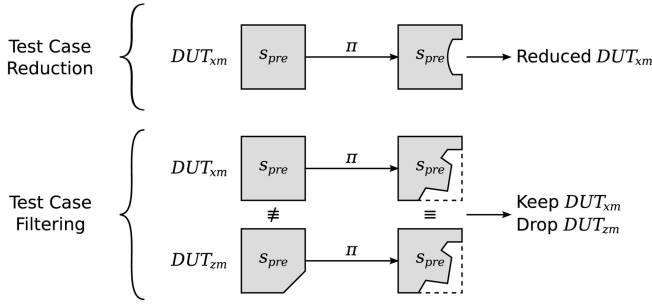 Test Case
Reduction
DUTxm
spre
π
spre
Reduced DUTxm
Test Case
Filtering
DUTxm
spre
π
spre
≢
≡
Keep DUTxm
Drop DUTzm
DUTzm
spre
π
spre